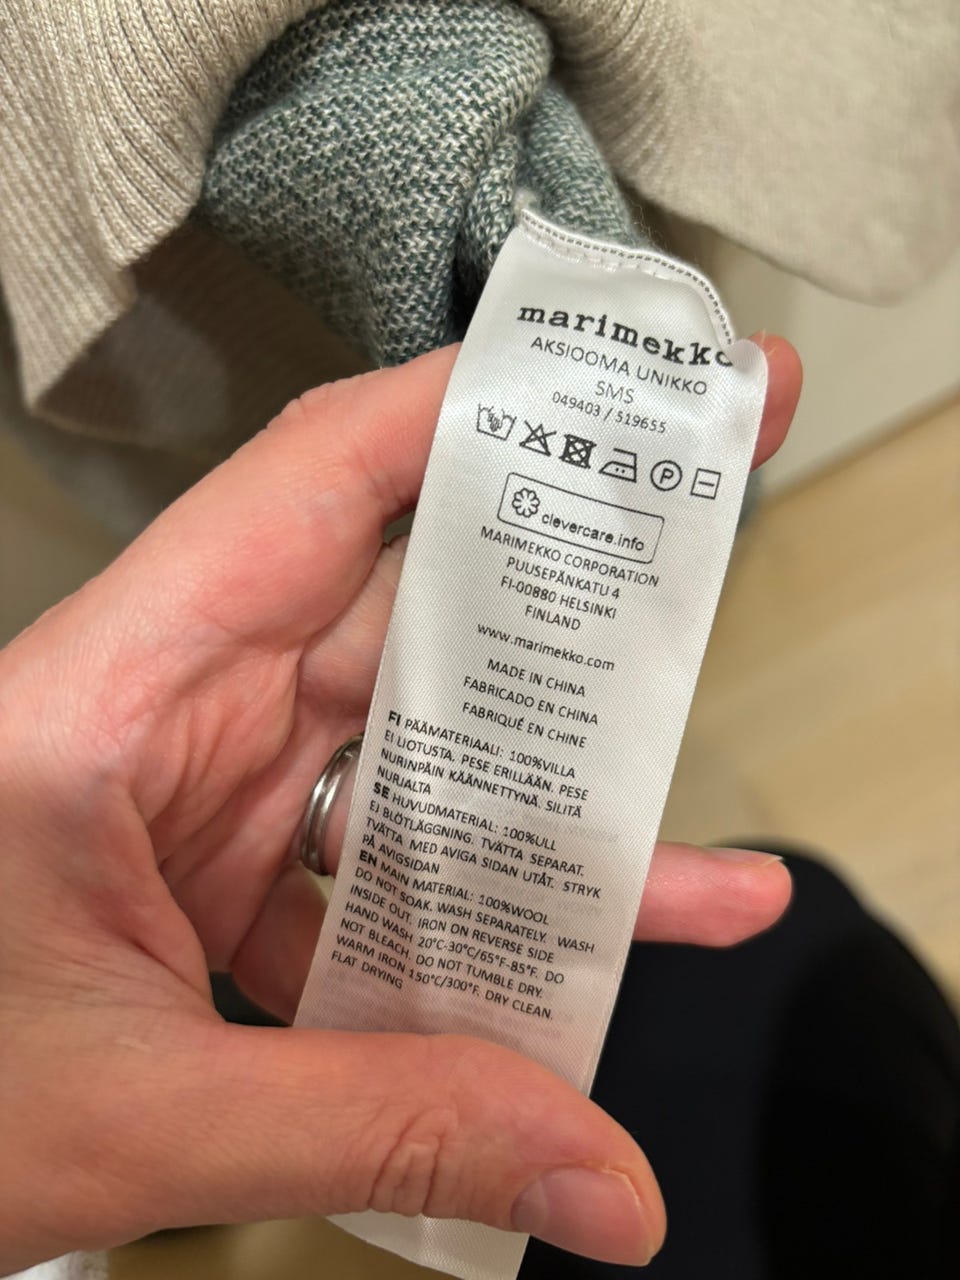 marimekko
AKSIOOMA UNIKKO
SMS
049403 / 519655
P
clevercare.info
MARIMEKKO CORPORATION
PUUSEPÄNKATU 4
FI-00880 HELSINKI
FINLAND
www.marimekko.com
MADE IN CHINA
FABRICADO EN CHINA
FABRIQUÉ EN CHINE
FI PÄÄMATERIAALI: 100%VILLA
EI LIOTUSTA. PESE ERILLÄÄN. PESE
NURINPÄIN KÄÄNNETTYNÄ. SILITÄ
NURJALTA
SE HUVUDMATERIAL: 100%ULL
EJ BLÖTLÄGGNING. TVÄTTA SEPARAT.
TVÄTTA MED AVIGA SIDAN UTÅT. STRYK
PÅ AVIGSIDAN
EN MAIN MATERIAL: 100%WOOL
DO NOT SOAK. WASH SEPARATELY. WASH
INSIDE OUT. IRON ON REVERSE SIDE
HAND WASH 20°C-30°C/65°F-85°F. DO
NOT BLEACH. DO NOT TUMBLE DRY.
WARM IRON 150°C/300°F. DRY CLEAN.
FLAT DRYING